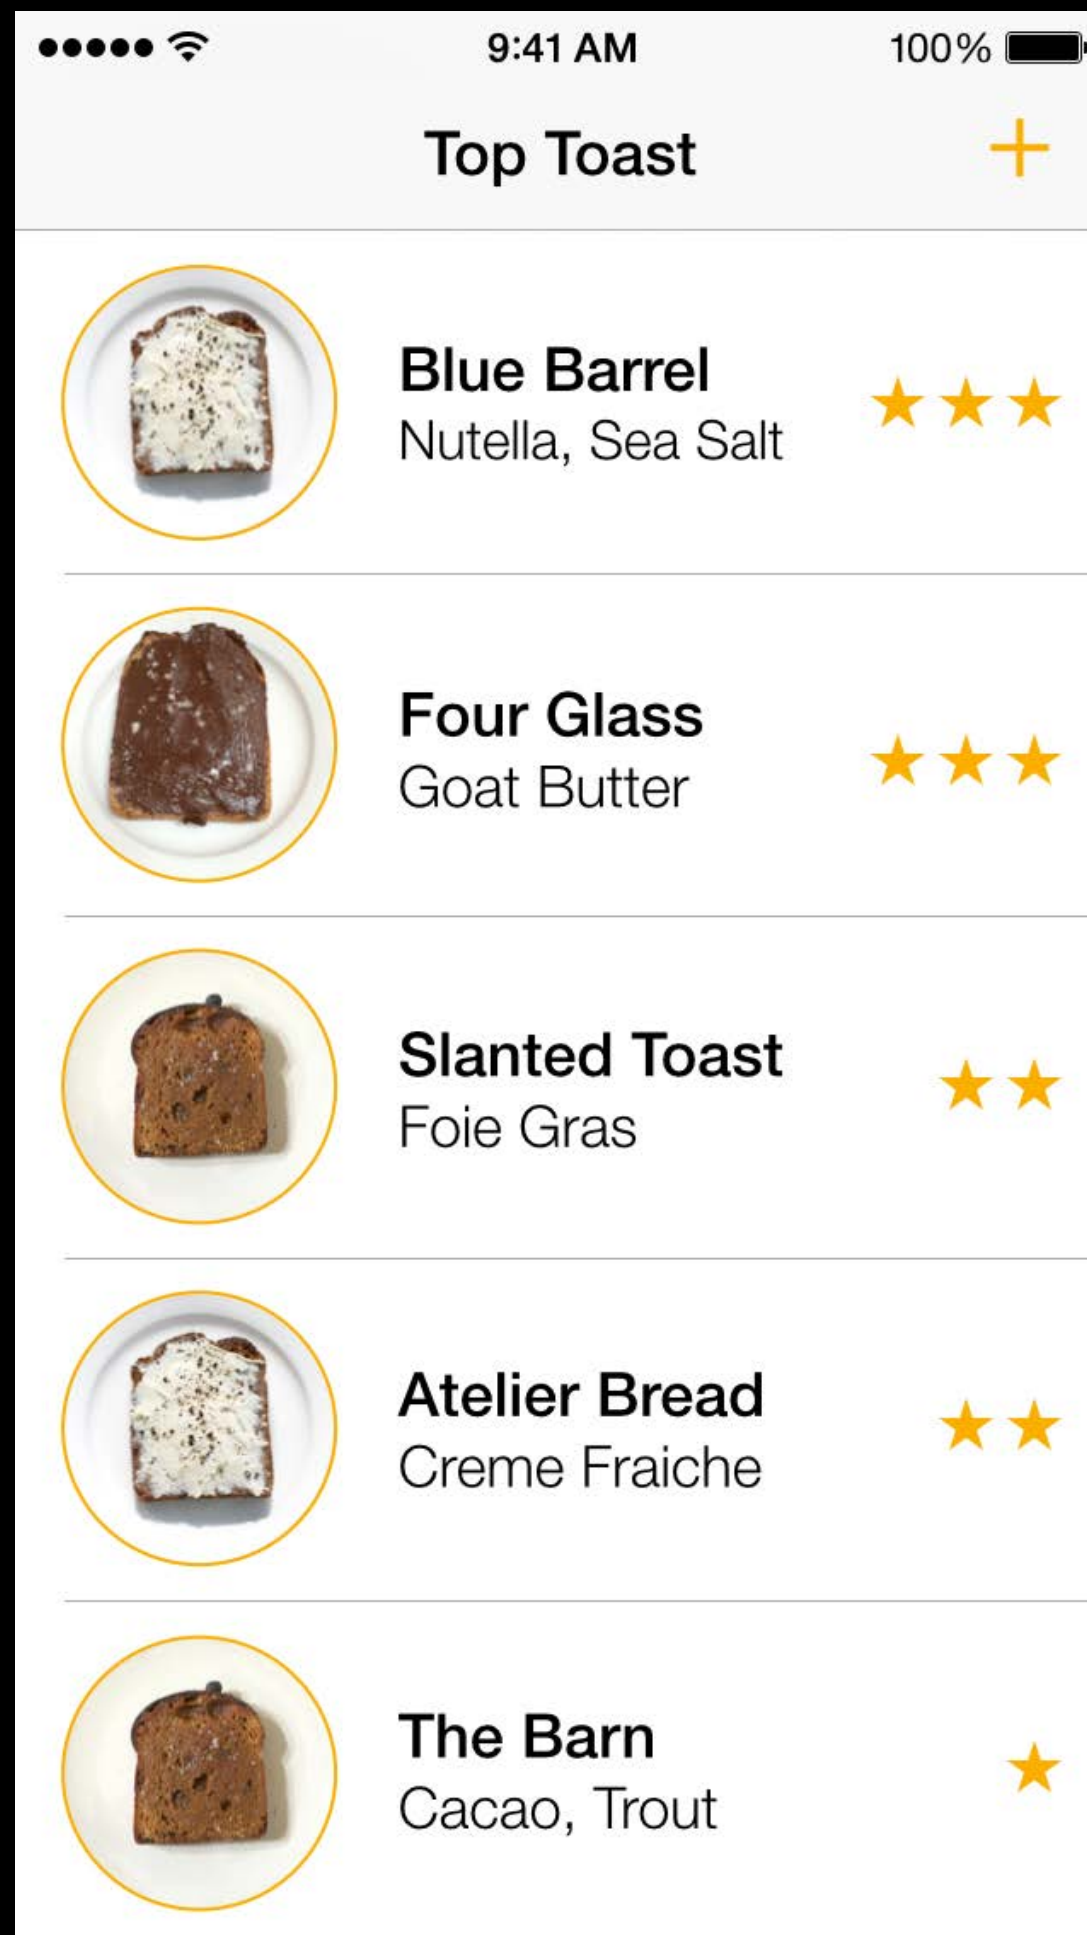 9:41 AM 100%
Top Toast
Blue Barrel
Nutella, Sea Salt
Four Glass
Goat Butter
Slanted Toast
Foie Gras
Atelier Bread
Creme Fraiche
The Barn
Cacao, Trout